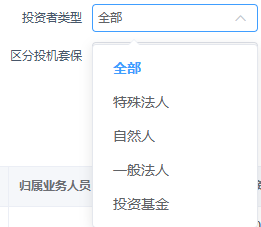 投资者类型 全部
区分投机套保
全部
特殊法人
自然人
一般法人
投资基金
归属业务人员